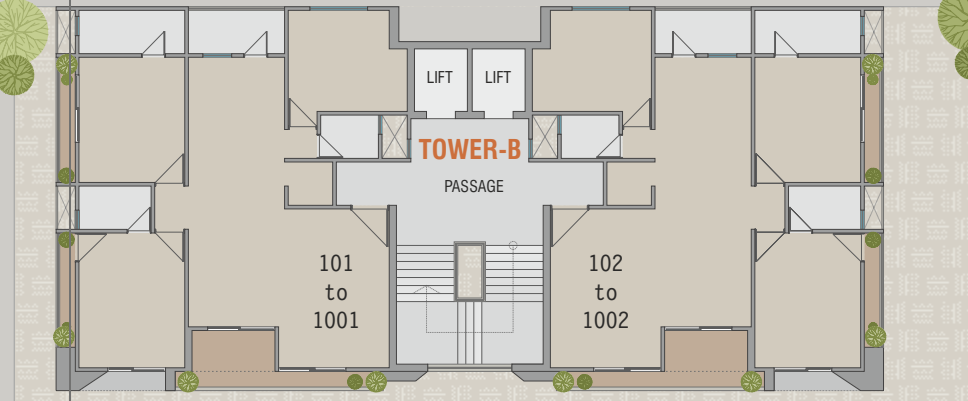 LIFT LIFT
TOWER-B
PASSAGE
101
to
1001
102
to
1002